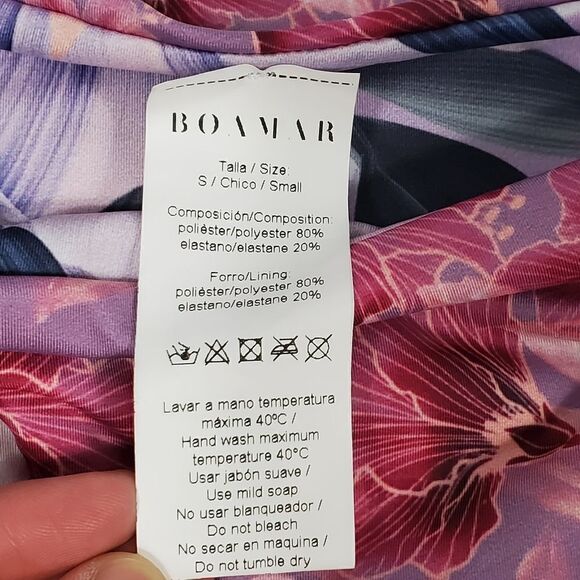 BOAMAR
Talla / Size:
S / Chico / Small
Composición/Composition:
poliéster/polyester 80%
elastano/elastane 20%
Forro/Lining:
poliéster/polyester 80%
elastano/elastane 20%
Lavar a mano temperatura
máxima 40ºC /
Hand wash maximum
temperature 40ºC
Usar jabón suave /
Use mild soap
No usar blanqueador /
Do not bleach
No secar en maquina /
Do not tumble dry